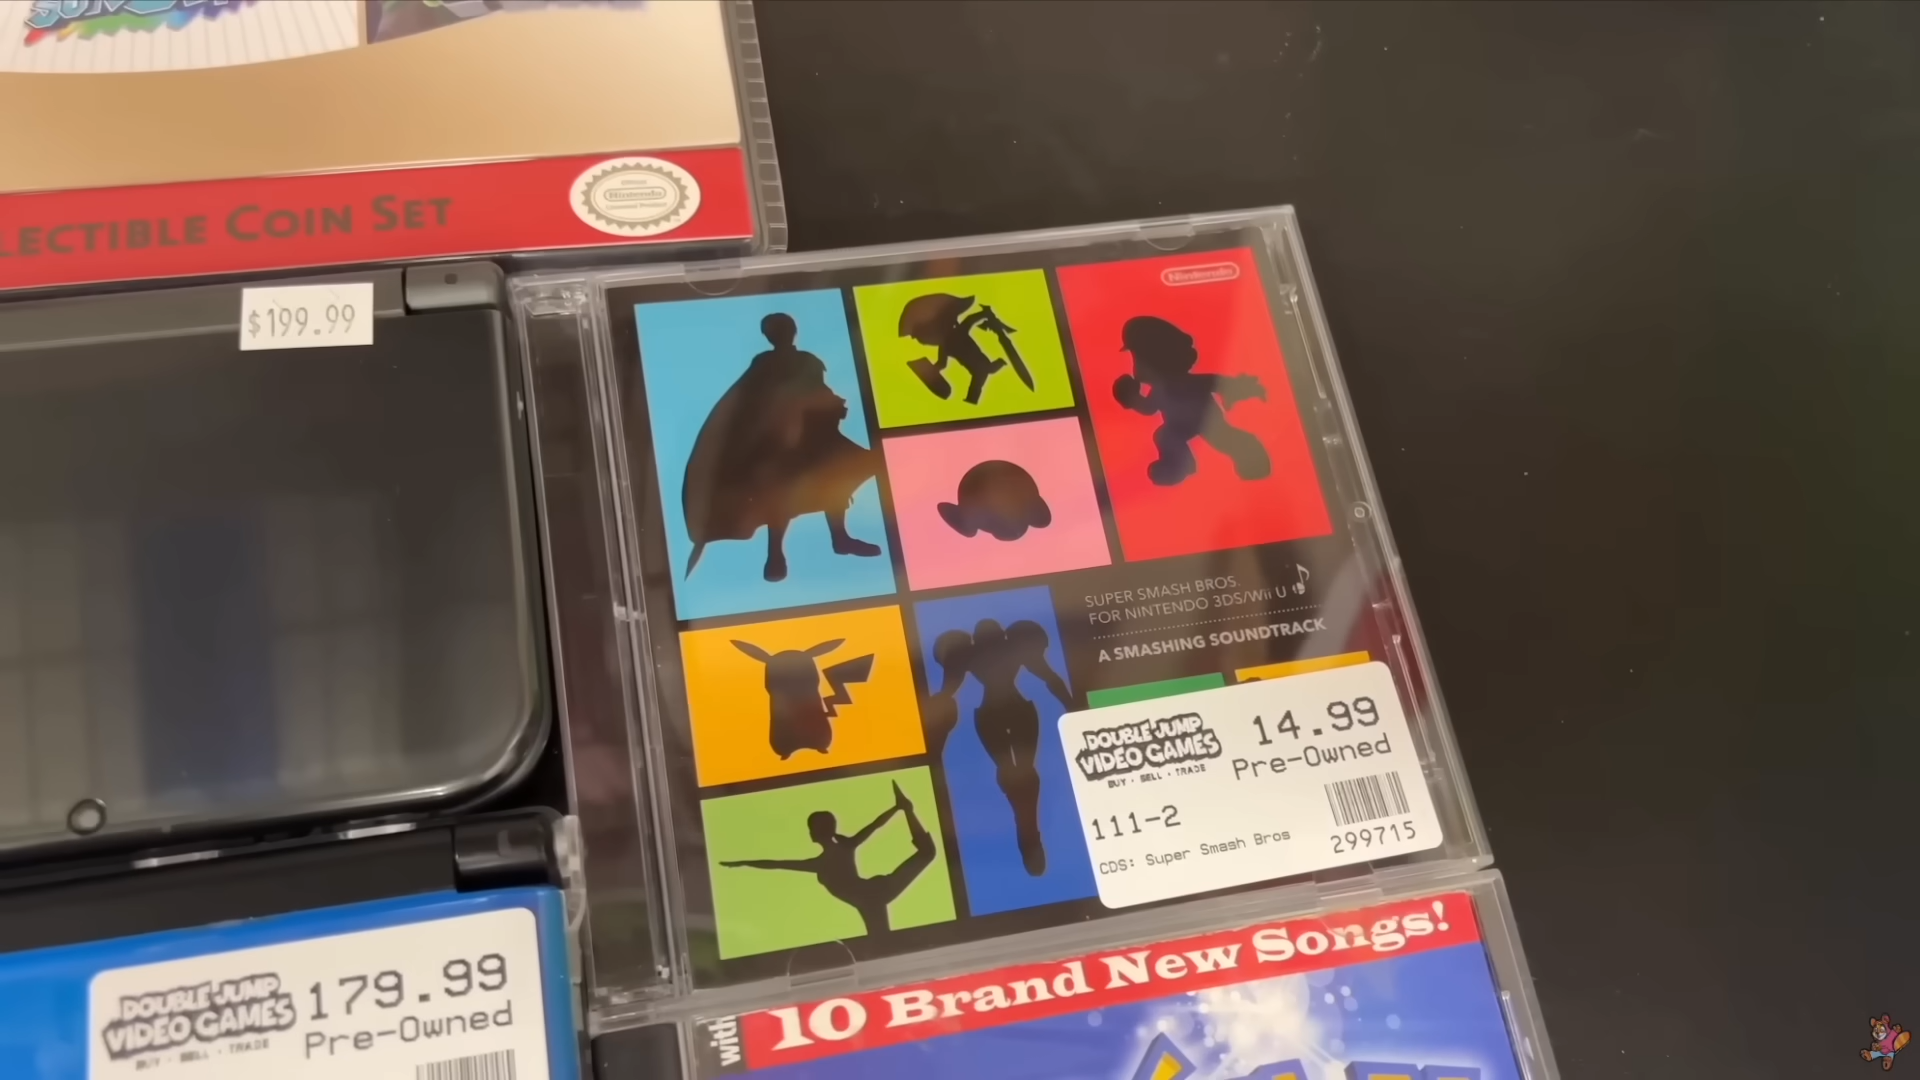 LECTIBLE COIN SET
Nintendo
$199.99
Nintendo
SUPER SMASH BROS.
FOR NINTENDO 3DS/Wii U
A SMASHING SOUNDTRACK
DOUBLE JUMP
VIDEO GAMES
BUY · SELL · TRADE
14.99
Pre-Owned
111-2
CDS: Super Smash Bros
299715
DOUBLE JUMP
VIDEO GAMES
BUY · SELL · TRADE
179.99
Pre-Owned
with
10 Brand New Songs!